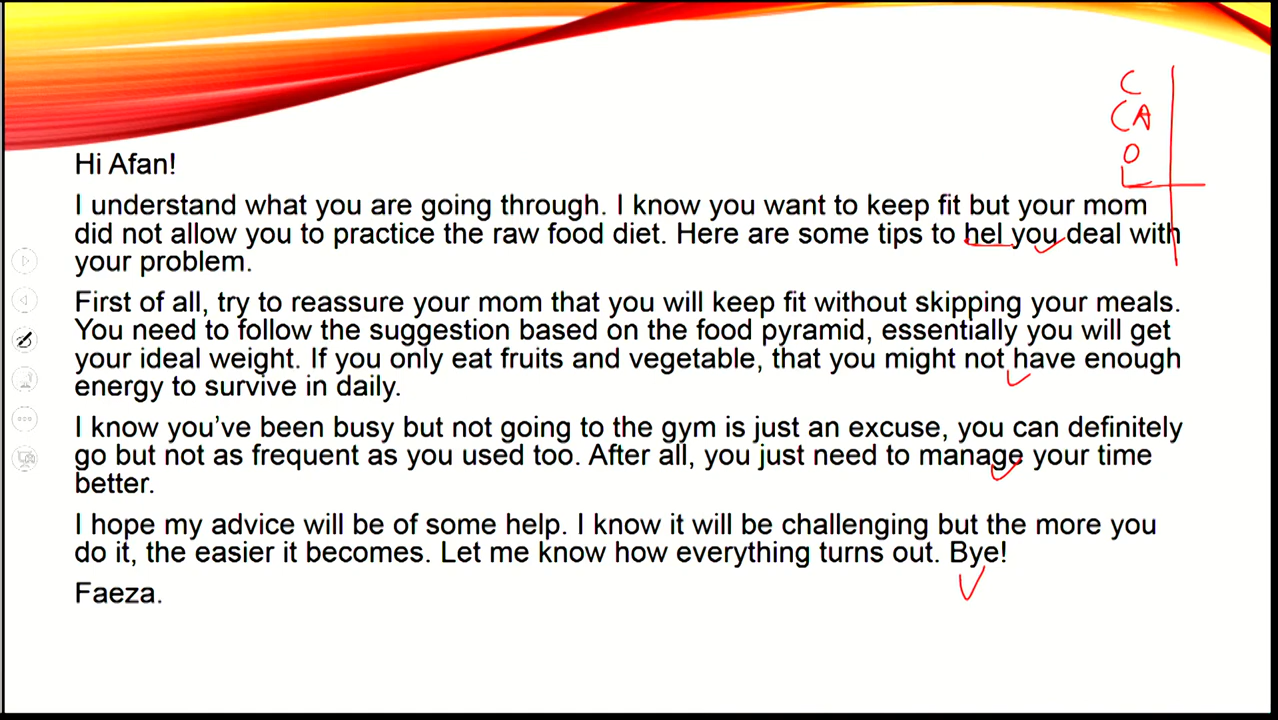 C
CA
O
L
Hi Afan!
I understand what you are going through. I know you want to keep fit but your mom
did not allow you to practice the raw food diet. Here are some tips to hel you deal with
your problem.
First of all, try to reassure your mom that you will keep fit without skipping your meals.
You need to follow the suggestion based on the food pyramid, essentially you will get
your ideal weight. If you only eat fruits and vegetable, that you might not have enough
energy to survive in daily.
I know you’ve been busy but not going to the gym is just an excuse, you can definitely
go but not as frequent as you used too. After all, you just need to manage your time
better.
I hope my advice will be of some help. I know it will be challenging but the more you
do it, the easier it becomes. Let me know how everything turns out. Bye!
Faeza.